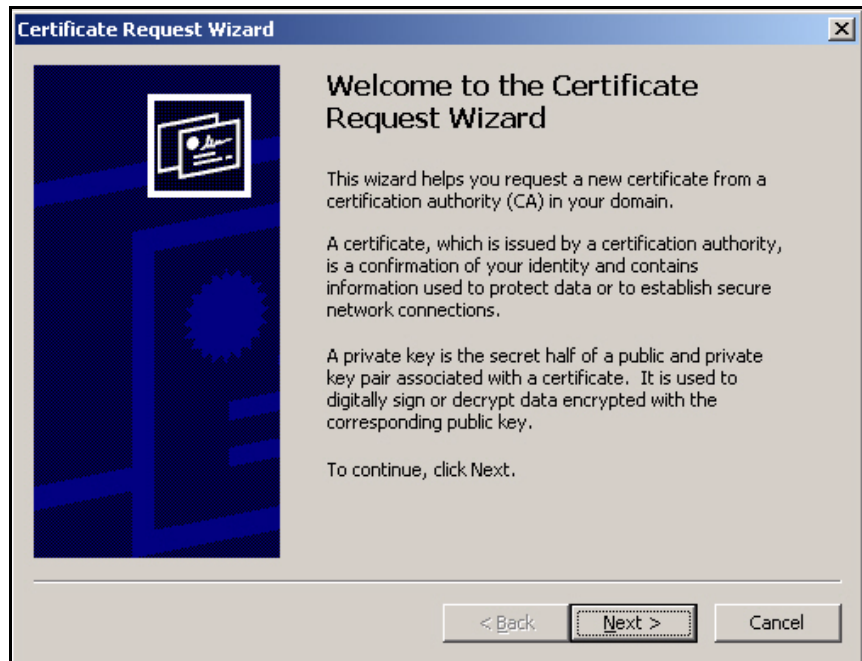 Certificate Request Wizard
Welcome to the Certificate
Request Wizard
This wizard helps you request a new certificate from a
certification authority (CA) in your domain.
A certificate, which is issued by a certification authority,
is a confirmation of your identity and contains
information used to protect data or to establish secure
network connections.
A private key is the secret half of a public and private
key pair associated with a certificate.  It is used to
digitally sign or decrypt data encrypted with the
corresponding public key.
To continue, click Next.
< Back
Next >
Cancel